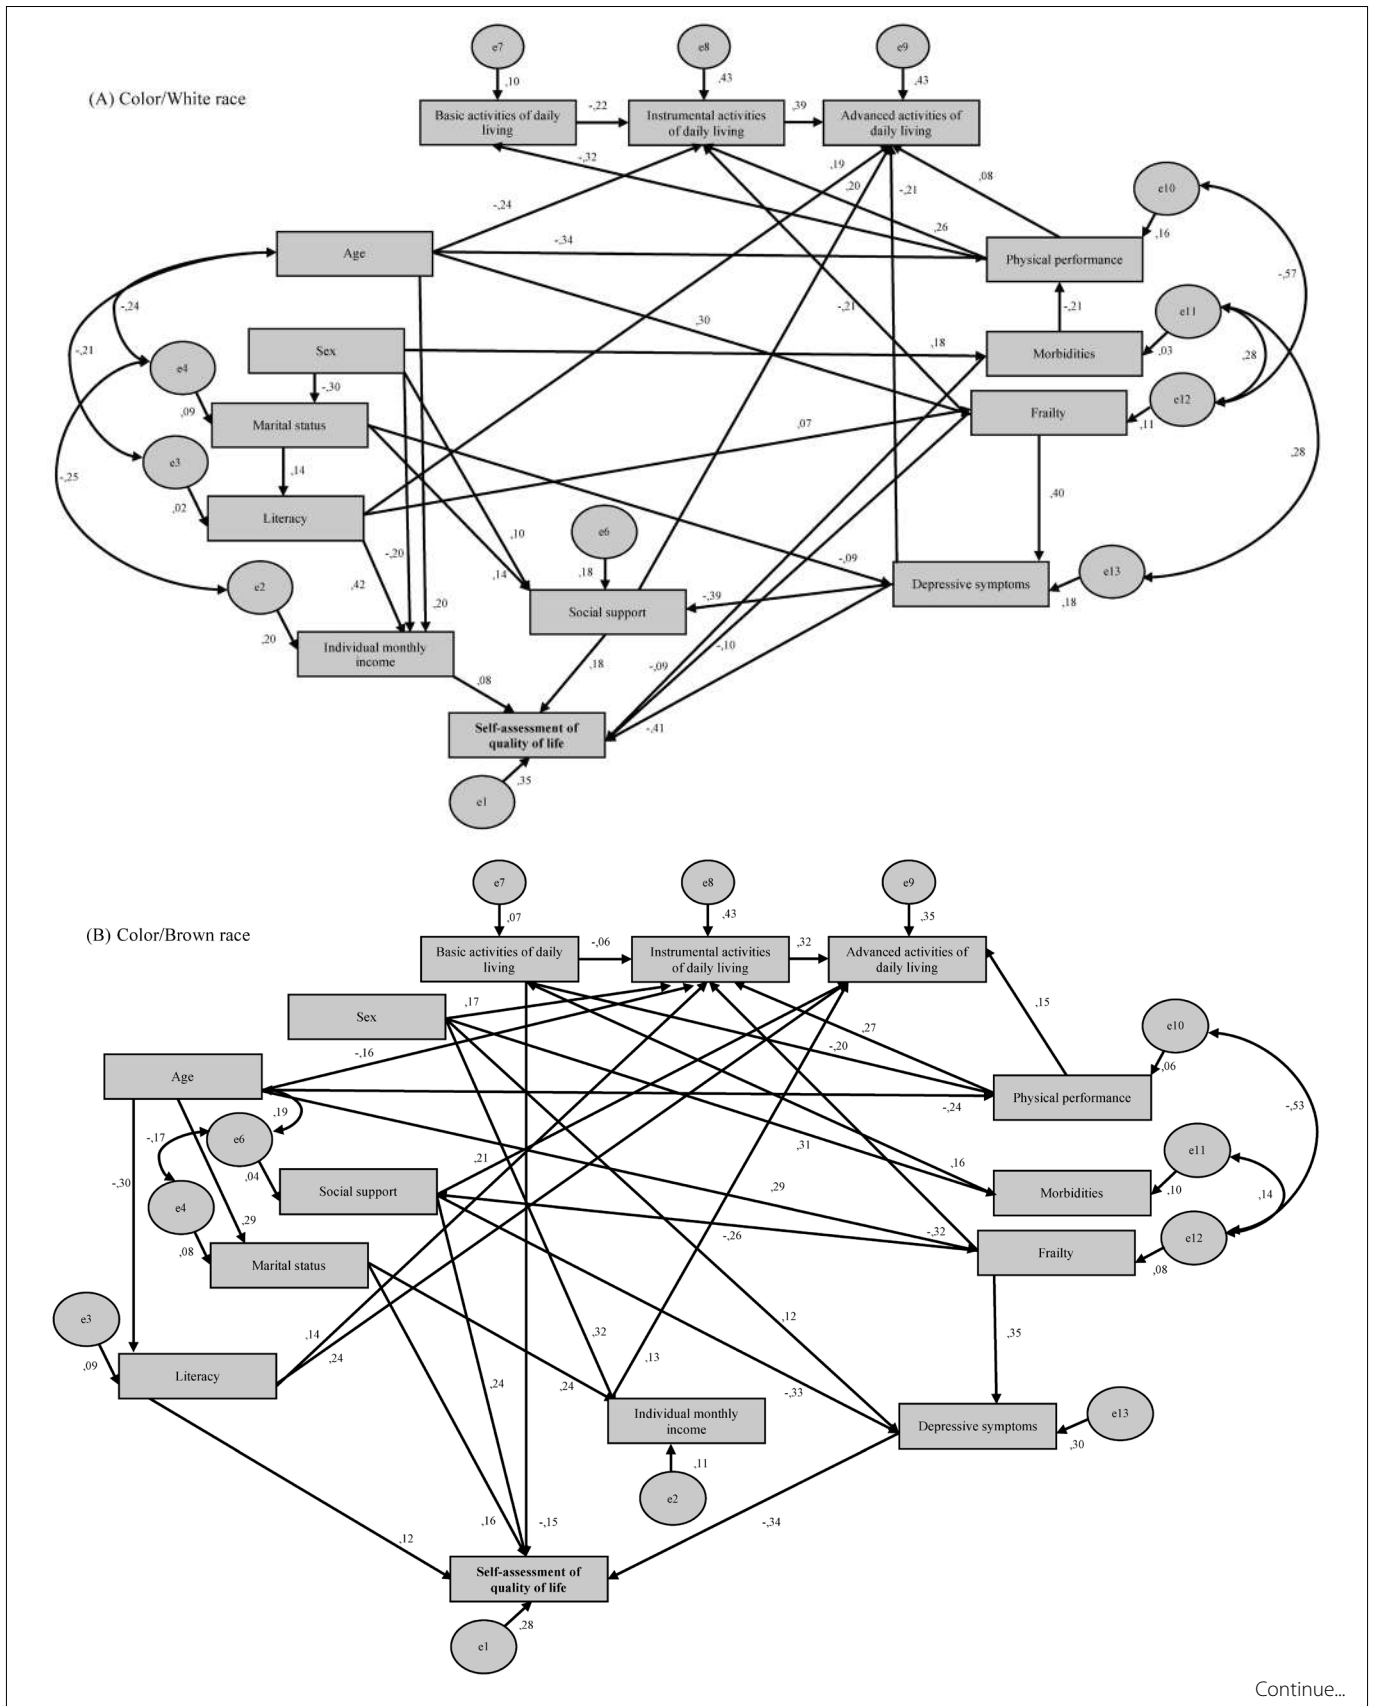 e7
e8
e9
,10
,43
,43
(A) Color/White race
Basic activities of daily
living
-,22
Instrumental activities
of daily living
,39
Advanced activities of
daily living
-,32
,19
,20
-,21
,08
e10
-,24
,26
,16
Age
-,34
Physical performance
-,57
-,24
-,21
-,21
e11
,30
-,21
Sex
,18
Morbidities
,03
,28
e4
-,30
,09
Marital status
,07
Frailty
e12
,11
,28
e3
,14
-,25
,02
Literacy
,40
,10
e6
-,20
-,09
,42
,14
,18
Depressive symptoms
e13
,18
e2
,20
Social support
-,39
,20
Individual monthly
income
,18
-,09
-,10
,08
Self-assessment of
quality of life
-,41
,35
e1
e7
e8
e9
,07
,43
,35
(B) Color/Brown race
Basic activities of daily
living
-,06
Instrumental activities
of daily living
,32
Advanced activities of
daily living
Sex
,17
,15
e10
,27
-,20
-,16
,06
Age
Physical performance
-,24
-,53
,19
-,17
e6
,31
e11
,04
,21
,16
-,30
Social support
,29
Morbidities
,10
,14
e4
,29
-,26
-,32
e12
,08
Marital status
Frailty
,08
e3
,14
,32
,12
,35
,09
,24
,13
Literacy
,24
,24
-,33
Individual monthly
income
Depressive symptoms
e13
,30
,11
e2
,16
-,15
-,34
,12
Self-assessment of
quality of life
,28
e1
Continue...